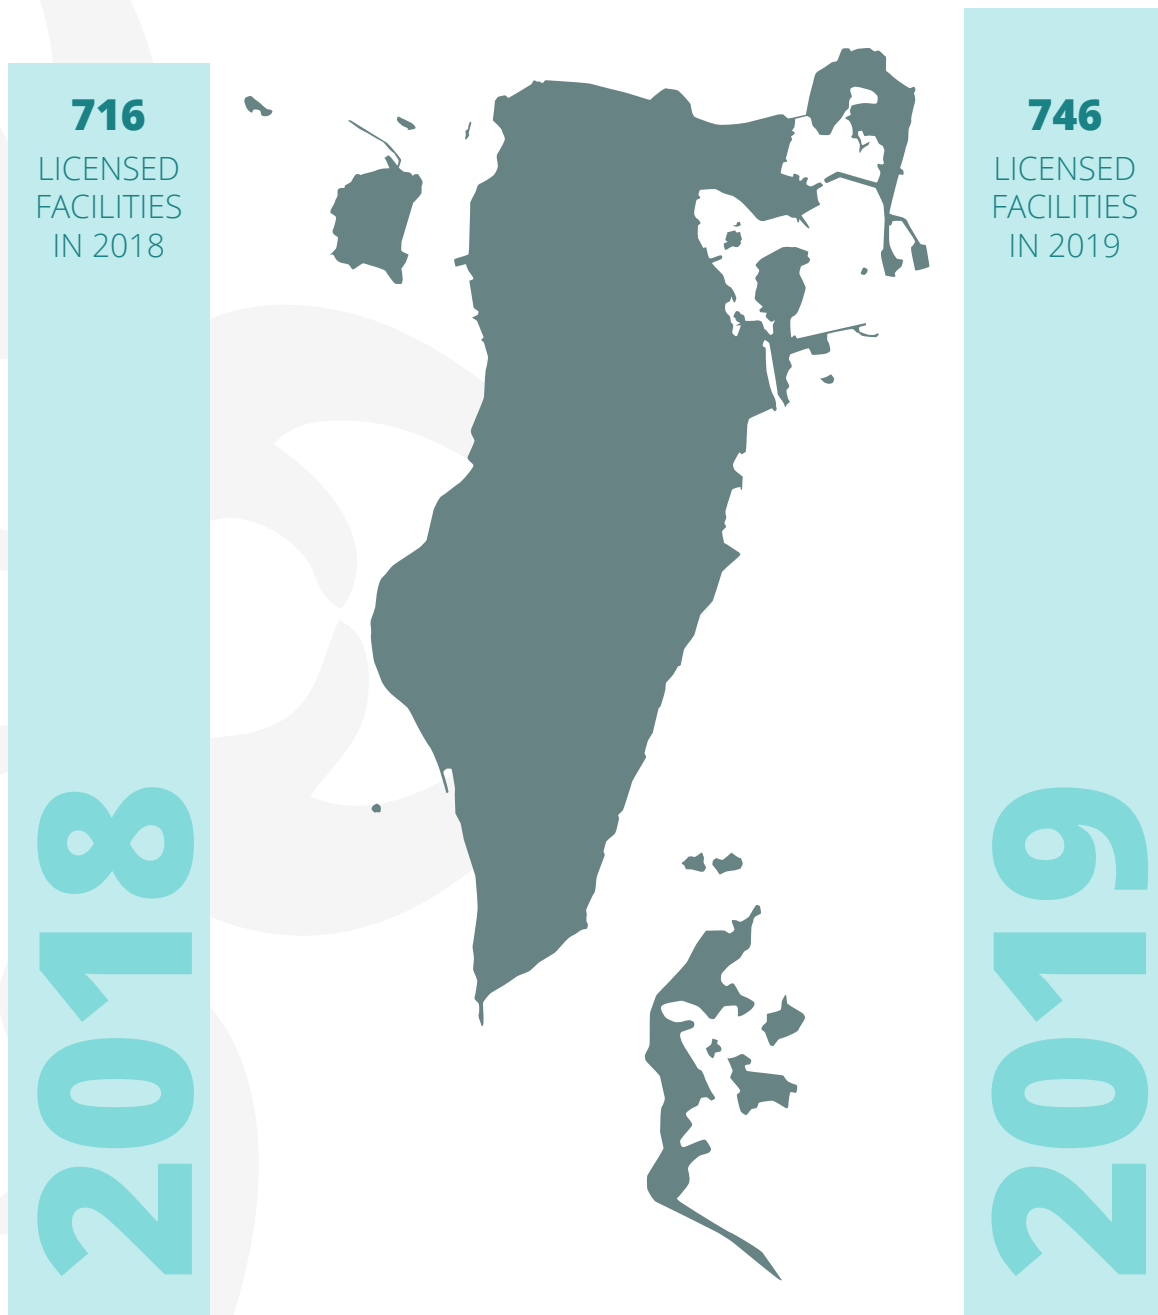 716
LICENSED
FACILITIES
IN 2018
2018
746
LICENSED
FACILITIES
IN 2019
2019